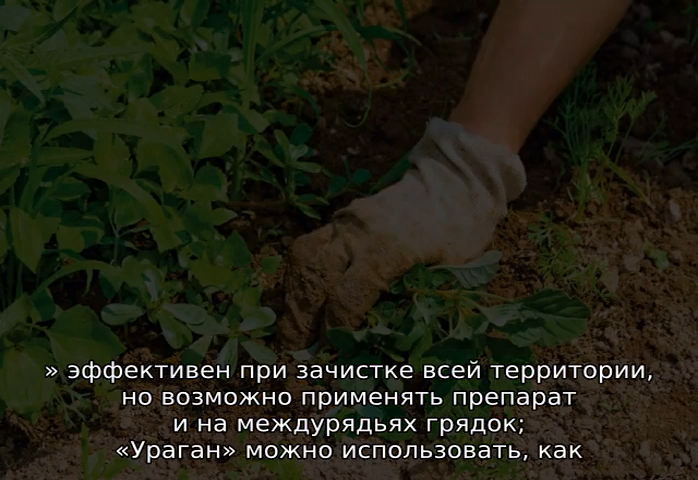 » эффективен при зачистке всей территории,
но возможно применять препарат
и на междурядьях грядок;
«Ураган» можно использовать, как